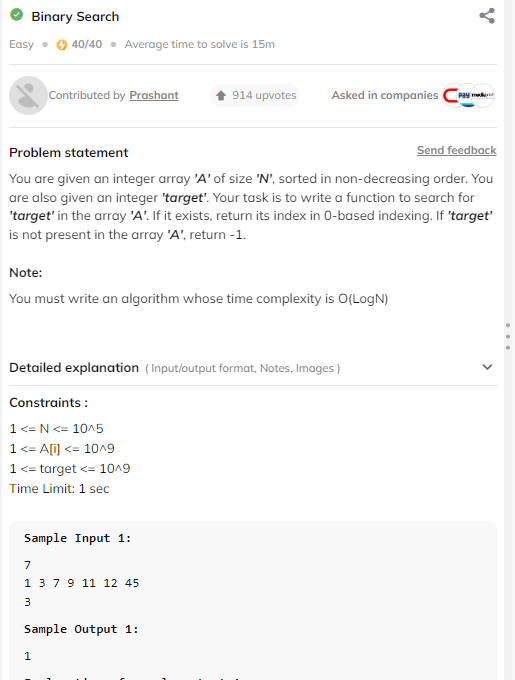 Binary Search
Easy 40/40 Average time to solve is 15m
Contributed by Prashant 914 upvotes Asked in companies
Problem statement Send feedback
You are given an integer array 'A' of size 'N', sorted in non-decreasing order. You
are also given an integer 'target'. Your task is to write a function to search for
'target' in the array 'A'. If it exists, return its index in 0-based indexing. If 'target'
is not present in the array 'A', return -1.
Note:
You must write an algorithm whose time complexity is O(LogN)
Detailed explanation ( Input/output format, Notes, Images )
Constraints :
1 <= N <= 10^5
1 <= A[i] <= 10^9
1 <= target <= 10^9
Time Limit: 1 sec
Sample Input 1:
7
1 3 7 9 11 12 45
3
Sample Output 1:
1